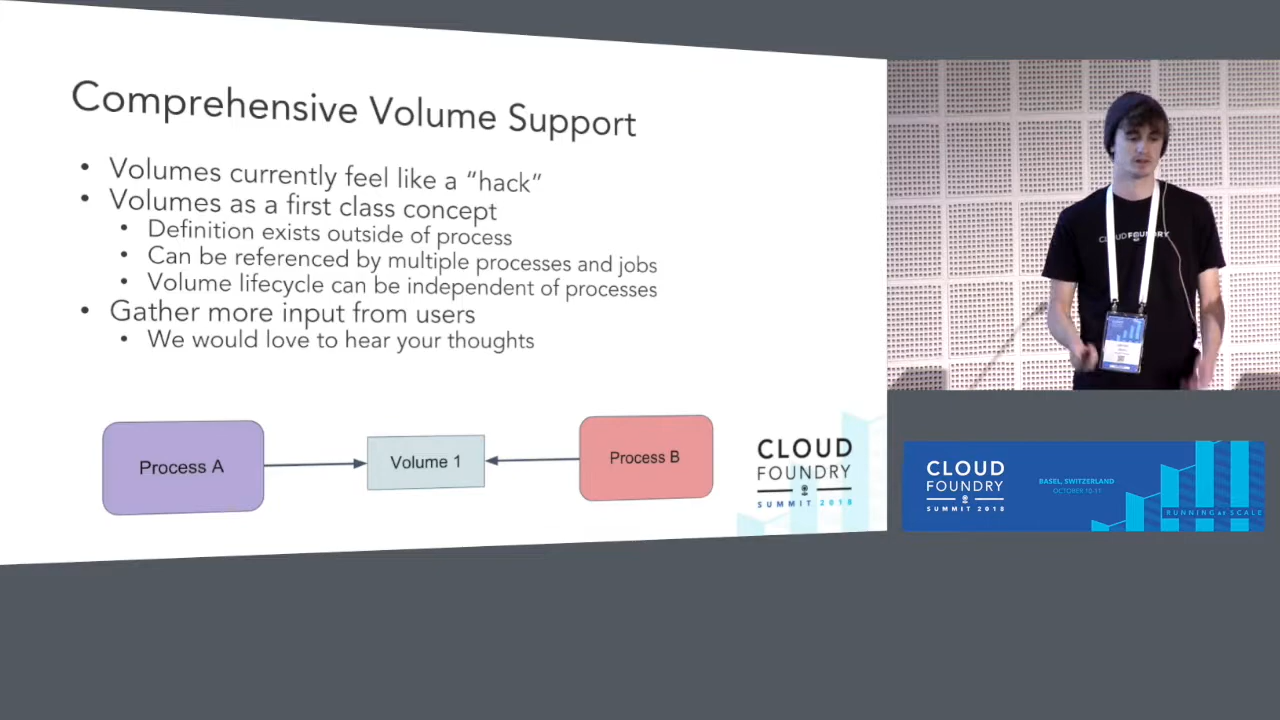 Comprehensive Volume Support
• Volumes currently feel like a “hack”
• Volumes as a first class concept
• Definition exists outside of process
• Can be referenced by multiple processes and jobs
• Volume lifecycle can be independent of processes
• Gather more input from users
• We would love to hear your thoughts
Process A
Volume 1
Process B
CLOUD
FOUNDRY
SUMMIT 2018
CLOUD FOUNDRY
CLOUD
FOUNDRY
SUMMIT 2018
BASEL, SWITZERLAND
OCTOBER 10-11
RUNNING AT SCALE